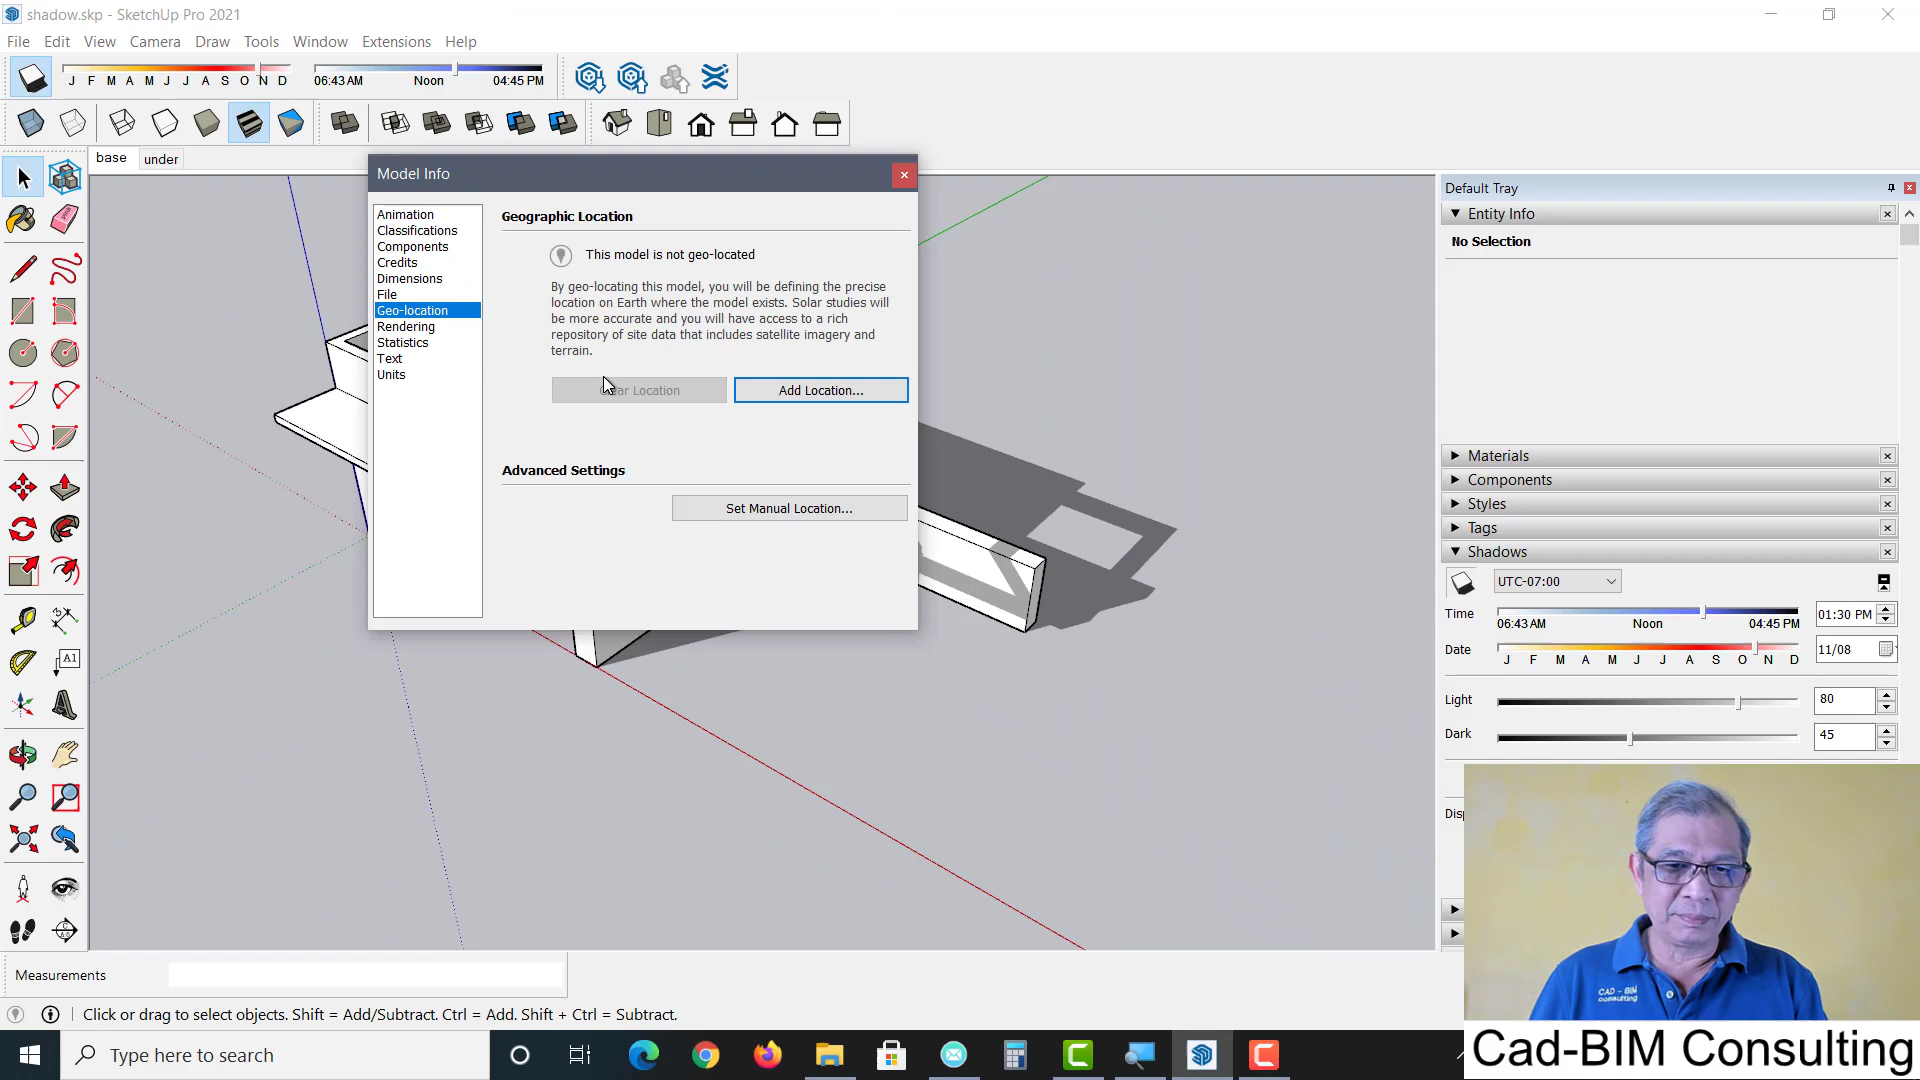 shadow.skp - SketchUp Pro 2021
File Edit View Camera Draw Tools Window Extensions Help
J F M A M J J A S O N D 06:43 AM Noon 04:45 PM
base under
Model Info
Animation
Classifications
Components
Credits
Dimensions
File
Geo-location
Rendering
Statistics
Text
Units
Geographic Location
This model is not geo-located
By geo-locating this model, you will be defining the precise
location on Earth where the model exists. Solar studies will
be more accurate and you will have access to a rich
repository of site data that includes satellite imagery and
terrain.
Location Add Location...
Advanced Settings
Set Manual Location...
Default Tray
Entity Info
No Selection
Materials
Components
Styles
Tags
Shadows
UTC-07:00
Time 06:43 AM Noon 04:45 PM 01:30 PM
Date J F M A M J J A S O N D 11/08
Light 80
Dark 45
A1
Measurements
Click or drag to select objects. Shift = Add/Subtract. Ctrl = Add. Shift + Ctrl = Subtract.
Type here to search
CAD - BIM
consulting
Cad-BIM Consulting